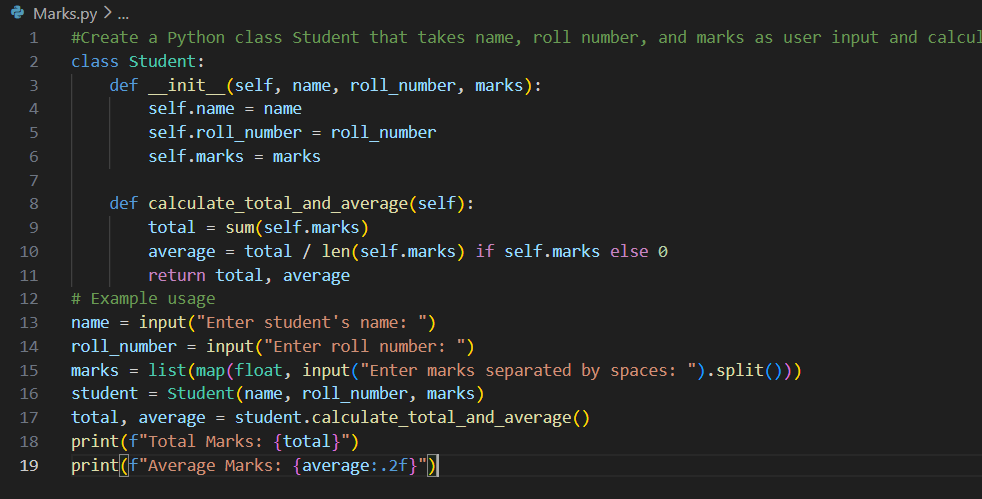 Marks.py > ...
1 #Create a Python class Student that takes name, roll number, and marks as user input and calcul
2 class Student:
3     def __init__(self, name, roll_number, marks):
4         self.name = name
5         self.roll_number = roll_number
6         self.marks = marks
7
8     def calculate_total_and_average(self):
9         total = sum(self.marks)
10         average = total / len(self.marks) if self.marks else 0
11         return total, average
12 # Example usage
13 name = input("Enter student's name: ")
14 roll_number = input("Enter roll number: ")
15 marks = list(map(float, input("Enter marks separated by spaces: ").split()))
16 student = Student(name, roll_number, marks)
17 total, average = student.calculate_total_and_average()
18 print(f"Total Marks: {total}")
19 print(f"Average Marks: {average:.2f}")